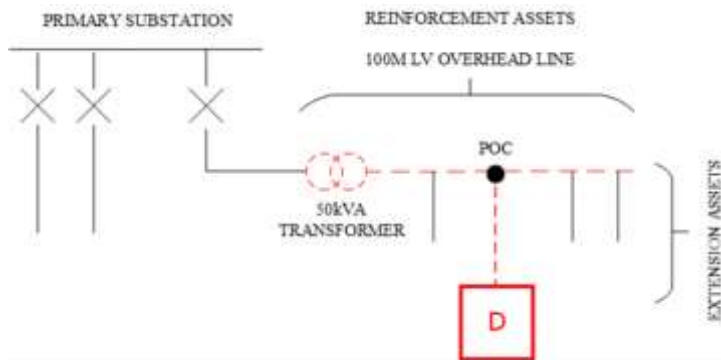 PRIMARY SUBSTATION
REINFORCEMENT ASSETS
100M LV OVERHEAD LINE
POC
50kVA
TRANSFORMER
EXTENSION ASSETS
D